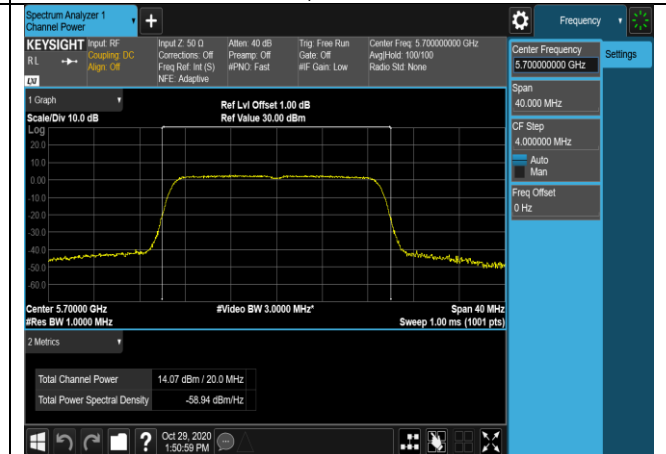 Spectrum Analyzer 1
Channel Power
+
Frequency
KEYSIGHT
RL
LXI
Input: RF
Coupling: DC
Align: Off
Input Z: 50 Ω
Corrections: Off
Freq Ref: Int (S)
NFE: Adaptive
Atten: 40 dB
Preamp: Off
#PNO: Fast
Trig: Free Run
Gate: Off
#IF Gain: Low
Center Freq: 5.700000000 GHz
Avg|Hold: 100/100
Radio Std: None
Center Frequency
5.700000000 GHz
Settings
Span
40.000 MHz
CF Step
4.000000 MHz
Auto
Man
Freq Offset
0 Hz
1 Graph
Scale/Div 10.0 dB
Ref Lvl Offset 1.00 dB
Ref Value 30.00 dBm
Log
20.0
10.0
0.00
-10.0
-20.0
-30.0
-40.0
-50.0
-60.0
Center 5.70000 GHz
#Video BW 3.0000 MHz*
Span 40 MHz
#Res BW 1.0000 MHz
Sweep 1.00 ms (1001 pts)
2 Metrics
Total Channel Power 14.07 dBm / 20.0 MHz
Total Power Spectral Density -58.94 dBm/Hz
?
Oct 29, 2020
1:50:59 PM